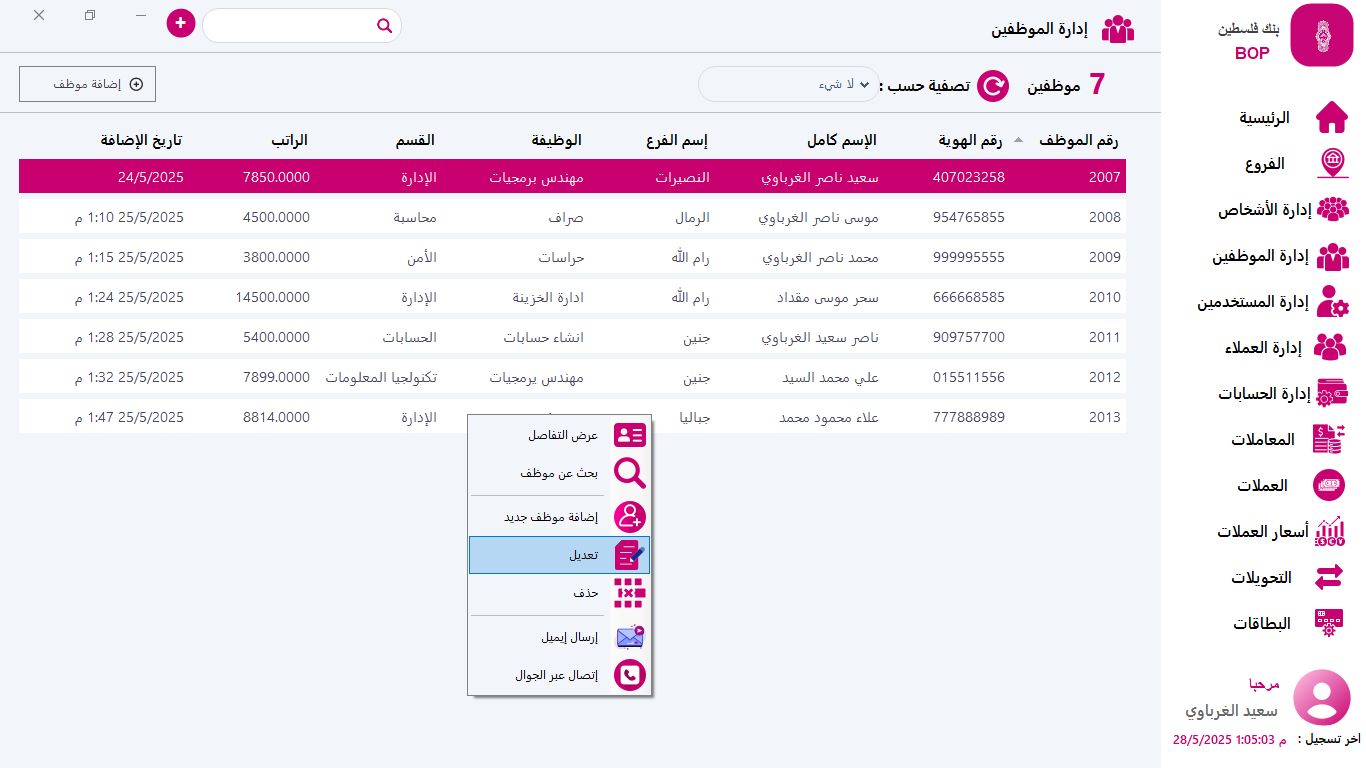 بنك فلسطين
BOP
الرئيسية
الفروع
إدارة الأشخاص
إدارة الموظفين
إدارة المستخدمين
إدارة العملاء
إدارة الحسابات
المعاملات
العملات
أسعار العملات
التحويلات
البطاقات
مرحبا
سعيد الغرباوي
اخر تسجيل : 28/5/2025 1:05:03 م
إدارة الموظفين
7 موظفين تصفية حسب : لا شيء إضافة موظف
رقم الموظف رقم الهوية الإسم كامل إسم الفرع الوظيفة القسم الراتب تاريخ الإضافة
2007 407023258 سعيد ناصر الغرباوي النصيرات مهندس برمجيات الإدارة 7850.0000 24/5/2025
2008 954765855 موسى ناصر الغرباوي الرمال صراف محاسبة 4500.0000 25/5/2025 1:10 م
2009 999995555 محمد ناصر الغرباوي رام الله حراسات الأمن 3800.0000 25/5/2025 1:15 م
2010 666668585 سحر موسى مقداد رام الله ادارة الخزينة الإدارة 14500.0000 25/5/2025 1:24 م
2011 909757700 ناصر سعيد الغرباوي جنين انشاء حسابات الحسابات 5400.0000 25/5/2025 1:28 م
2012 015511556 علي محمد السيد جنين مهندس يرمجيات تكنولجيا المعلومات 7899.0000 25/5/2025 1:32 م
2013 777888989 علاء محمود محمد جباليا الإدارة 8814.0000 25/5/2025 1:47 م
عرض التفاصل
بحث عن موظف
إضافة موظف جديد
تعديل
حذف
إرسال إيميل
إتصال عبر الجوال